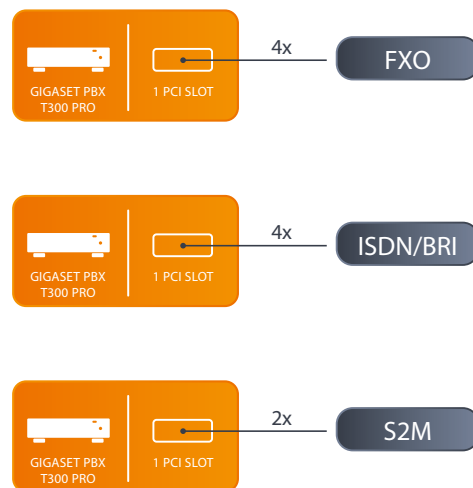 4x
FXO
GIGASET PBX
T300 PRO
1 PCI SLOT
4x
ISDN/BRI
GIGASET PBX
T300 PRO
1 PCI SLOT
2x
S2M
GIGASET PBX
T300 PRO
1 PCI SLOT